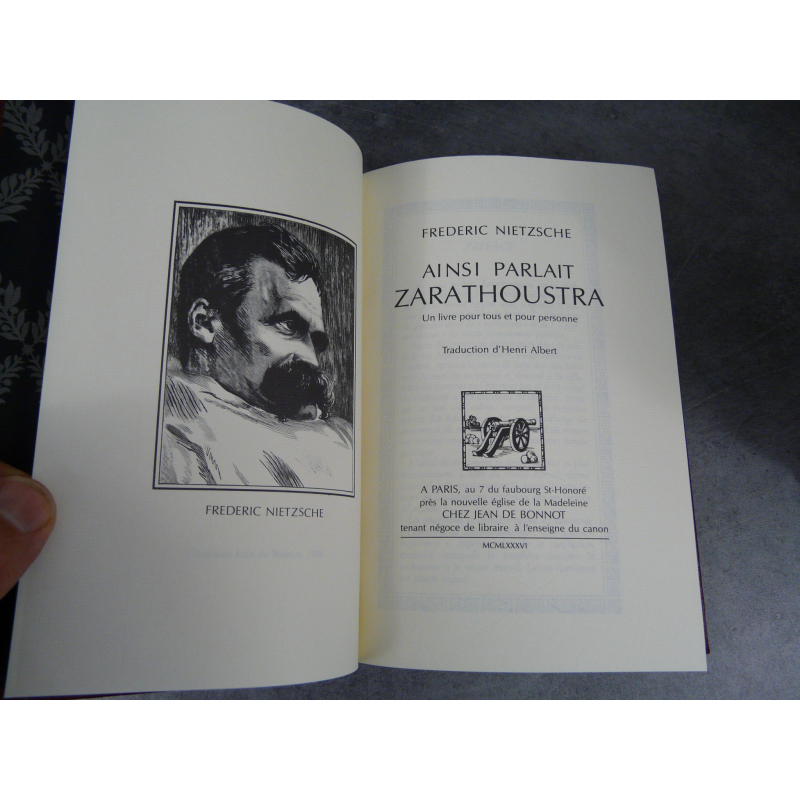 FREDERIC NIETZSCHE
FREDERIC NIETZSCHE
AINSI PARLAIT
ZARATHOUSTRA
Un livre pour tous et pour personne
Traduction d'Henri Albert
A PARIS, au 7 du faubourg St-Honoré
près la nouvelle église de la Madeleine
CHEZ JEAN DE BONNOT
tenant négoce de libraire à l'enseigne du canon
MCMLXXXVI